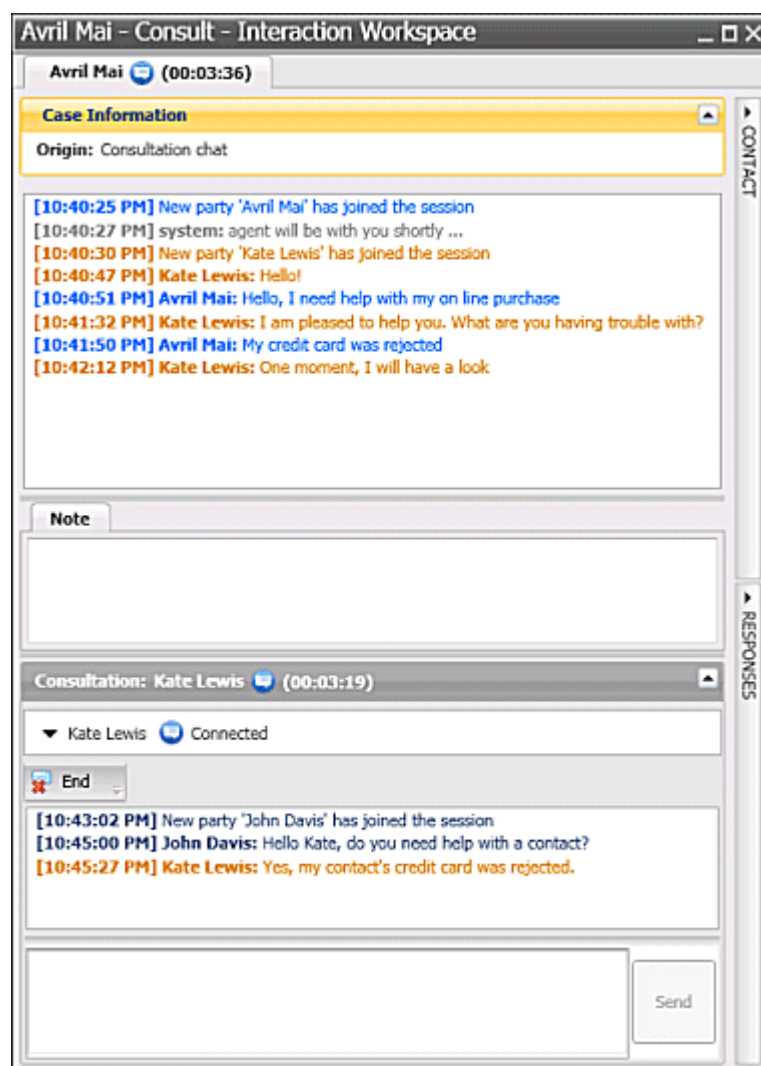 Avril Mai - Consult - Interaction Workspace
Avril Mai (00:03:36)
Case Information
Origin: Consultation chat
[10:40:25 PM] New party 'Avril Mai' has joined the session
[10:40:27 PM] system: agent will be with you shortly ...
[10:40:30 PM] New party 'Kate Lewis' has joined the session
[10:40:47 PM] Kate Lewis: Hello!
[10:40:51 PM] Avril Mai: Hello, I need help with my on line purchase
[10:41:32 PM] Kate Lewis: I am pleased to help you. What are you having trouble with?
[10:41:50 PM] Avril Mai: My credit card was rejected
[10:42:12 PM] Kate Lewis: One moment, I will have a look
Note
Consultation: Kate Lewis (00:03:19)
Kate Lewis Connected
End
[10:43:02 PM] New party 'John Davis' has joined the session
[10:45:00 PM] John Davis: Hello Kate, do you need help with a contact?
[10:45:27 PM] Kate Lewis: Yes, my contact's credit card was rejected.
Send
CONTACT
RESPONSES